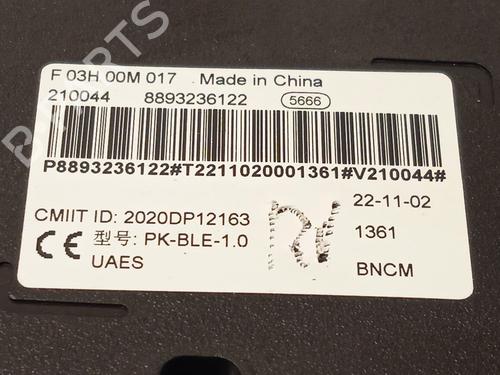 F 03H 00M 017 Made in China
210044 8893236122 5666
P8893236122#T2211020001361#V210044#
CMIIT ID: 2020DP12163 22-11-02
CE 型号: PK-BLE-1.0 1361
UAES BNCM